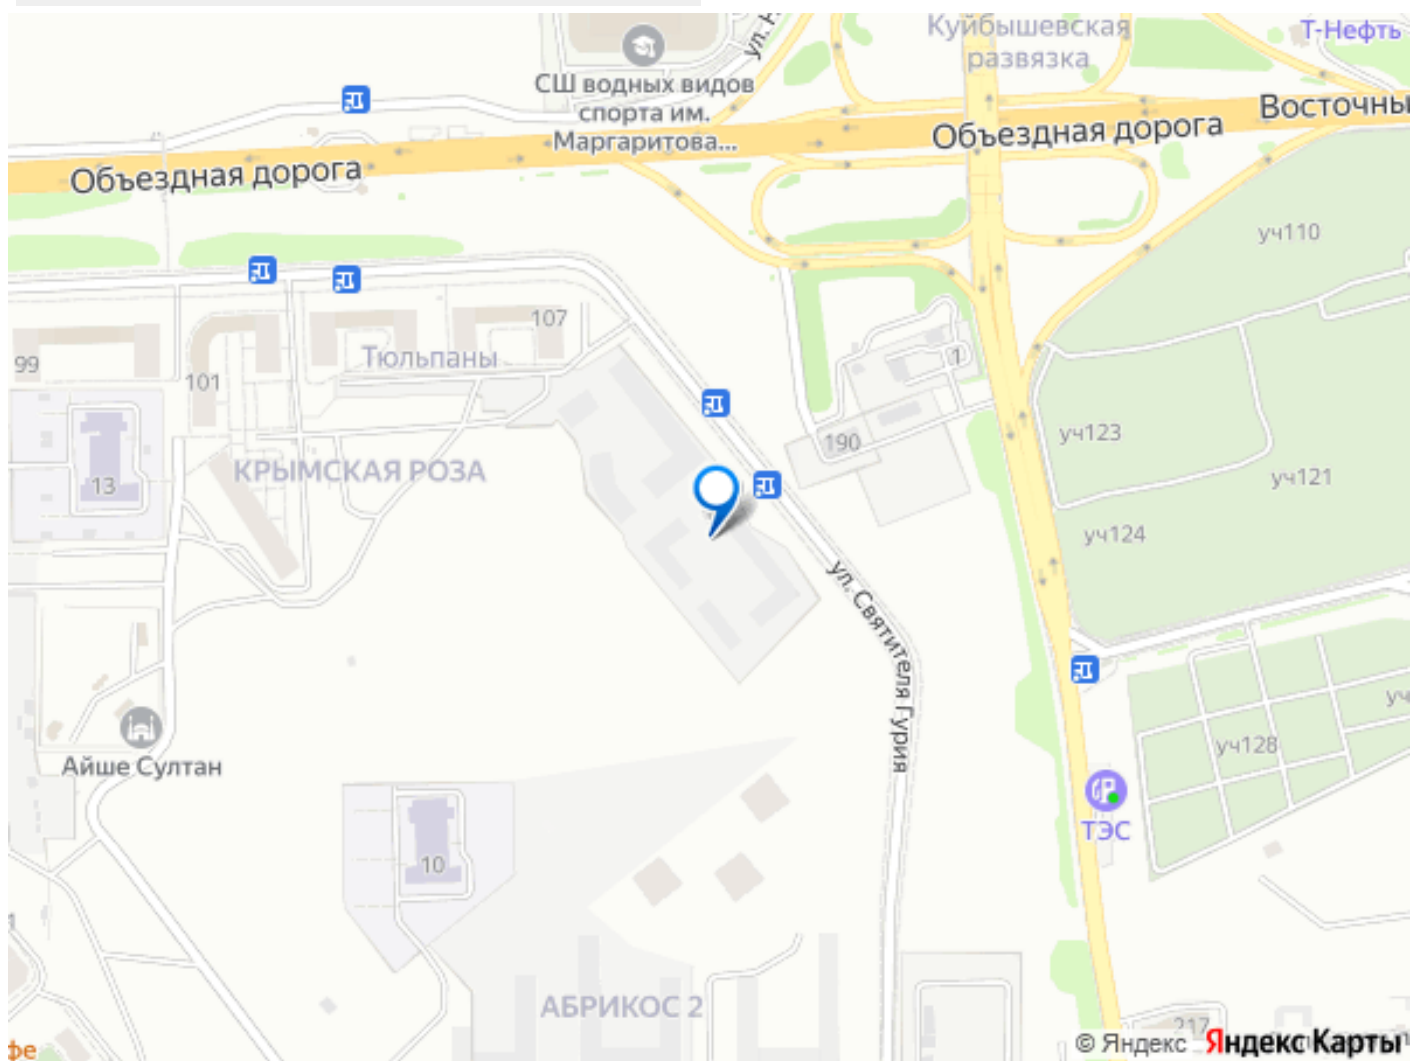 Куйбышевская
развязка
Т-Нефть
СШ водных видов
спорта им.
Маргаритова...
Объездная дорога
Объездная дорога
уч110
107
Тюльпаны
99
101
1
190
уч123
КРЫМСКАЯ РОЗА
13
уч121
уч124
ул. Святителя Гурия
Айше Султан
уч128
ТЭС
10
АБРИКОС 2
217
© Яндекс Яндекс Карты